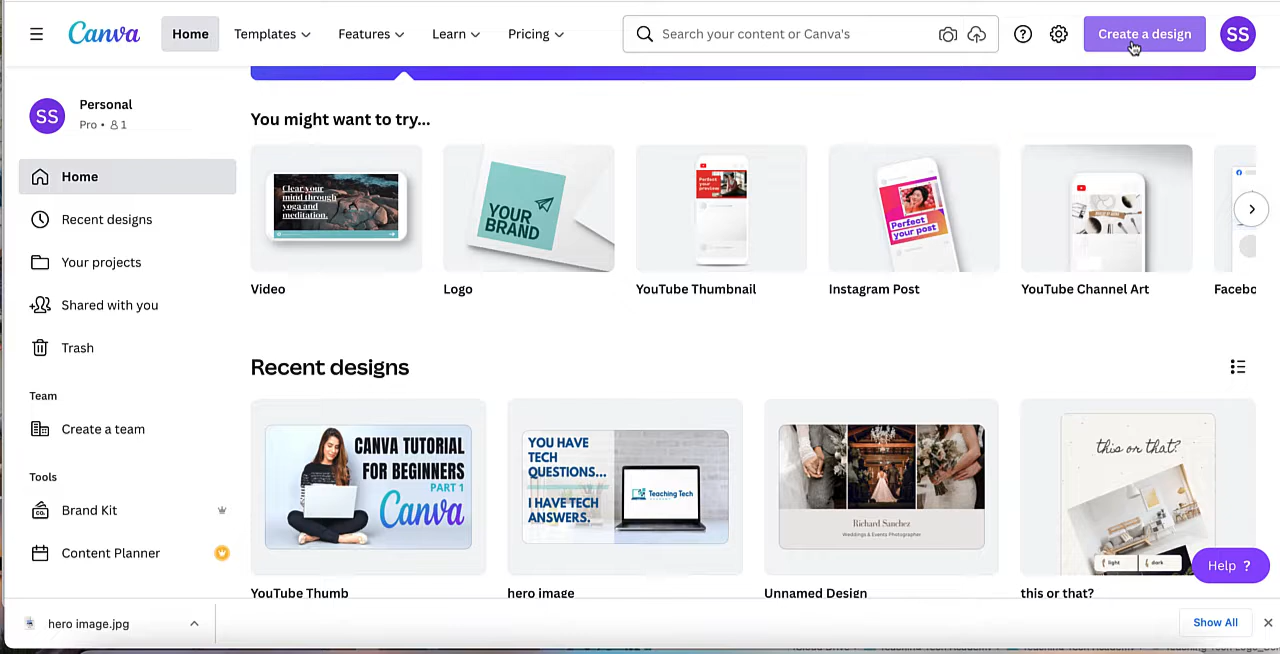 Canva
Home
Templates
Features
Learn
Pricing
Search your content or Canva's
Create a design
SS
SS
Personal
Pro • 1
Home
Recent designs
Your projects
Shared with you
Trash
Team
Create a team
Tools
Brand Kit
Content Planner
You might want to try...
Clear your
mind through
yoga and
meditation.
YOUR
BRAND
Perfect
your
preview
Perfect
your post
Video
Logo
YouTube Thumbnail
Instagram Post
YouTube Channel Art
Facebo
Recent designs
CANVA TUTORIAL
FOR BEGINNERS
PART 1
Canva
YOU HAVE
TECH
QUESTIONS...
I HAVE TECH
ANSWERS.
Teaching Tech
Richard Sanchez
Weddings & Events Photographer
this or that?
light
dark
YouTube Thumb
hero image
Unnamed Design
this or that?
Help ?
hero image.jpg
Show All